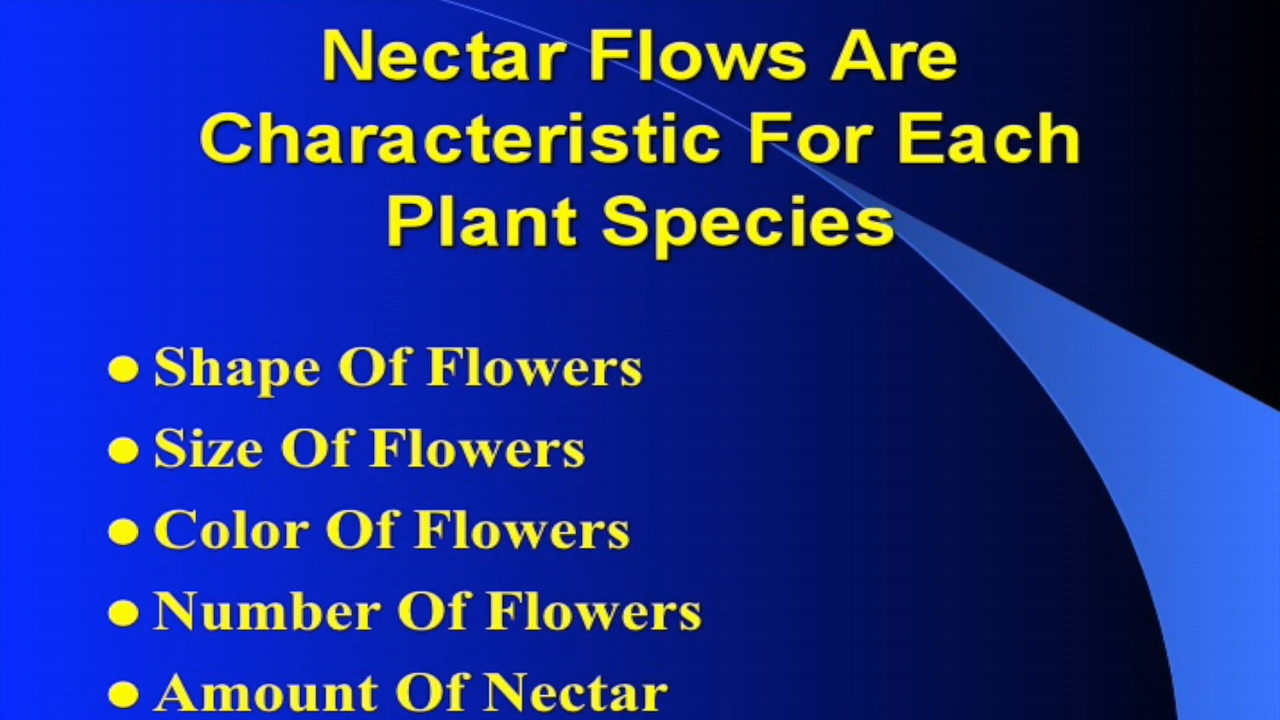 Nectar Flows Are
Characteristic For Each
Plant Species
● Shape Of Flowers
● Size Of Flowers
● Color Of Flowers
● Number Of Flowers
● Amount Of Nectar